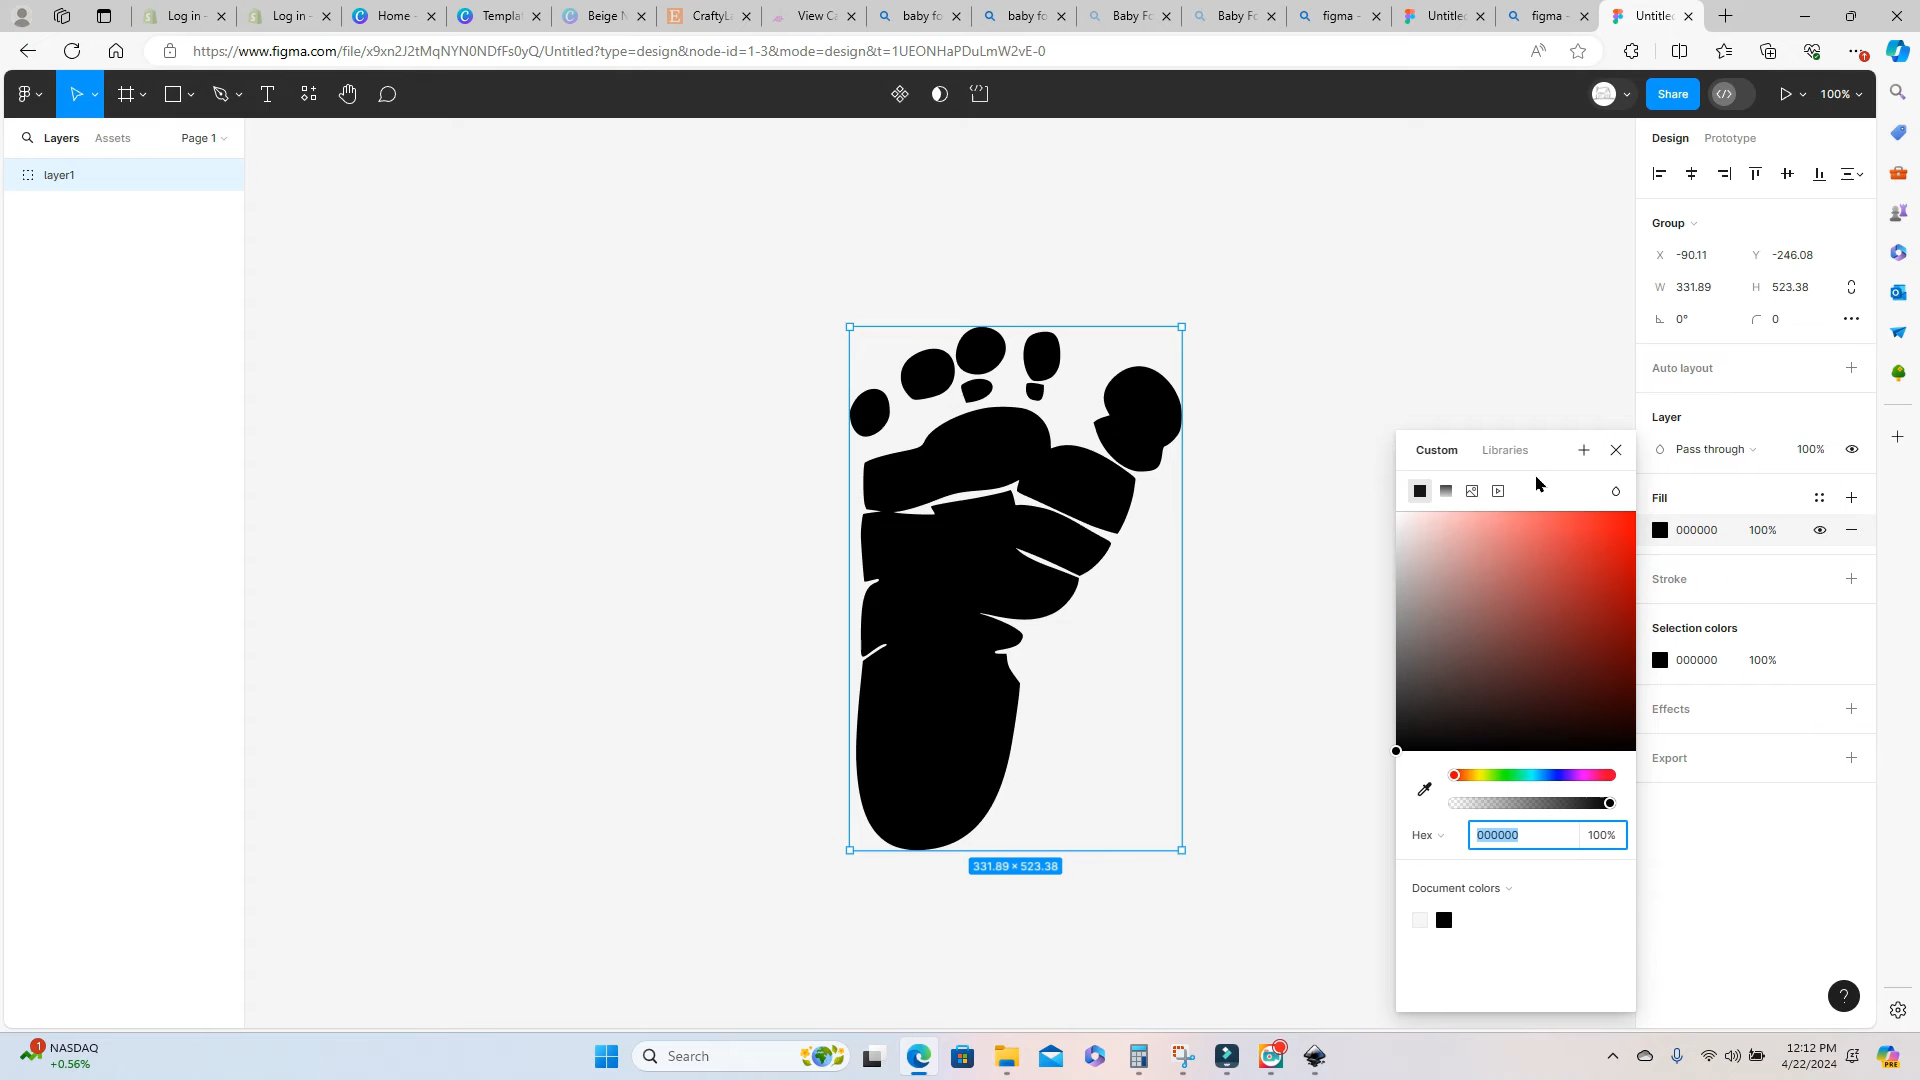 Log in -
Log in -
Home -
Templa
Beige N
CraftyLa
View Ca
baby fo
baby fo
Baby Fo
Baby Fo
figma -
Untitle
figma -
Untitle
https://www.figma.com/file/x9xn2J2tMqNYN0NDfFs0yQ/Untitled?type=design&node-id=1-3&mode=design&t=1UEONHaPDuLmW2vE-0
Share
100%
Layers
Assets
Page 1
layer1
Design
Prototype
Group
X -90.11
Y -246.08
W 331.89
H 523.38
0°
0
Auto layout
Layer
Pass through
100%
Fill
000000
100%
Stroke
Selection colors
000000
100%
Effects
Export
331.89 × 523.38
Custom
Libraries
Hex
000000
100%
Document colors
?
1
NASDAQ
+0.56%
Search
12:12 PM
4/22/2024
PRE